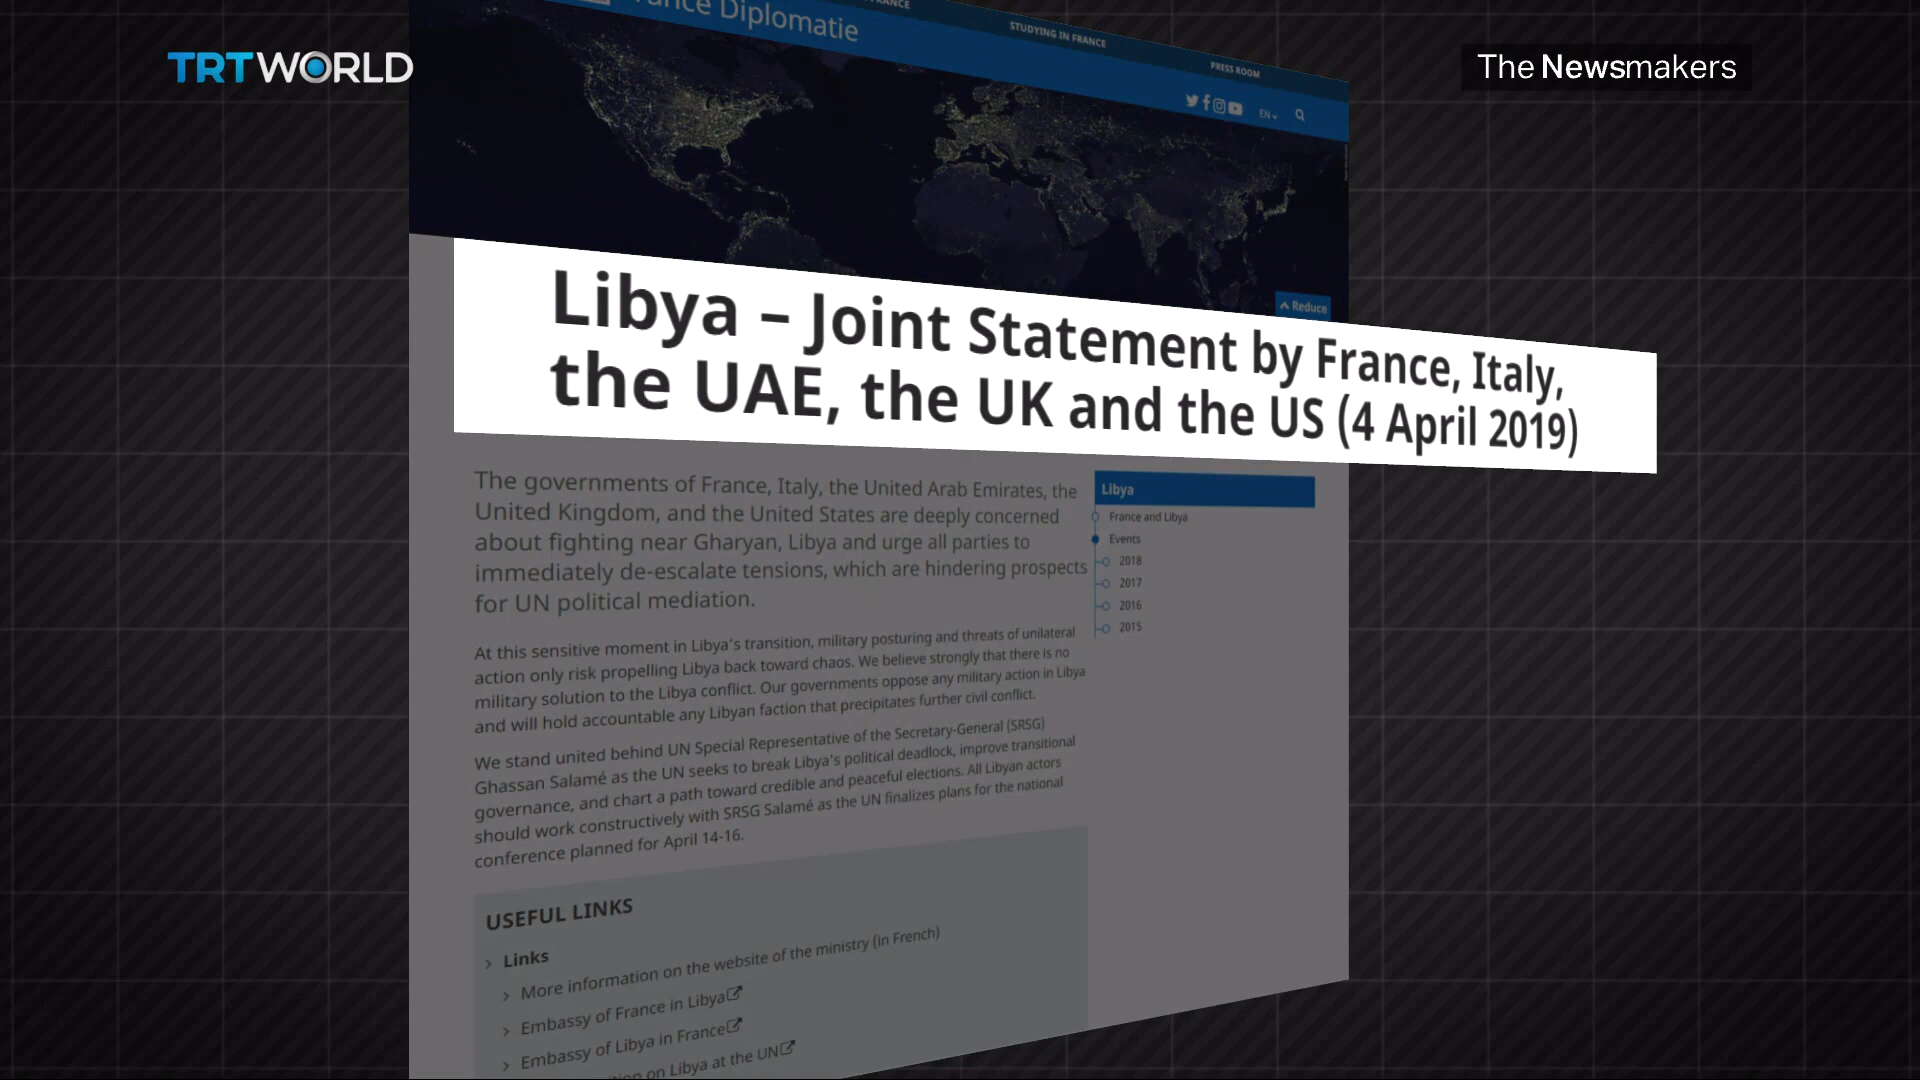 TRT WORLD
The Newsmakers
France Diplomatie
STUDYING IN FRANCE
PRESS ROOM
EN
Reduce
Libya – Joint Statement by France, Italy,
the UAE, the UK and the US (4 April 2019)
The governments of France, Italy, the United Arab Emirates, the
United Kingdom, and the United States are deeply concerned
about fighting near Gharyan, Libya and urge all parties to
immediately de-escalate tensions, which are hindering prospects
for UN political mediation.
At this sensitive moment in Libya's transition, military posturing and threats of unilateral
action only risk propelling Libya back toward chaos. We believe strongly that there is no
military solution to the Libya conflict. Our governments oppose any military action in Libya
and will hold accountable any Libyan faction that precipitates further civil conflict.
We stand united behind UN Special Representative of the Secretary-General (SRSG)
Ghassan Salamé as the UN seeks to break Libya's political deadlock, improve transitional
governance, and chart a path toward credible and peaceful elections. All Libyan actors
should work constructively with SRSG Salamé as the UN finalizes plans for the national
conference planned for April 14-16.
USEFUL LINKS
Links
More information on the website of the ministry (in French)
Embassy of France in Libya
Embassy of Libya in France
on Libya at the UN
Libya
France and Libya
Events
2018
2017
2016
2015